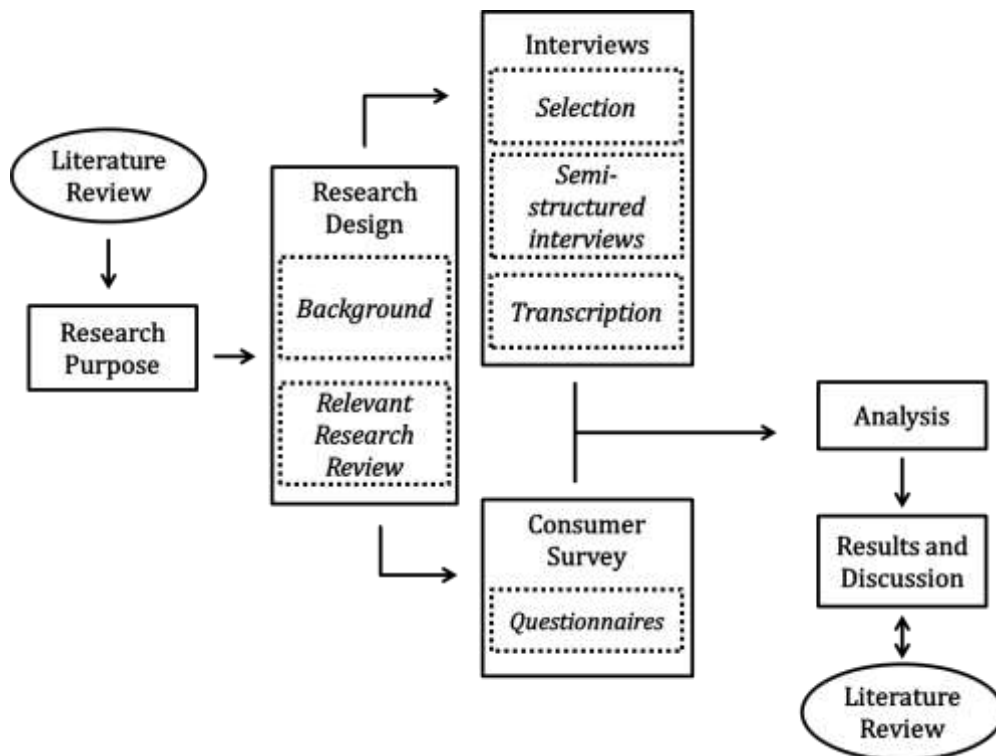 Literature
Review
Research
Purpose
Research
Design
Background
Relevant
Research
Review
Interviews
Selection
Semi-
structured
interviews
Transcription
Consumer
Survey
Questionnaires
Analysis
Results and
Discussion
Literature
Review